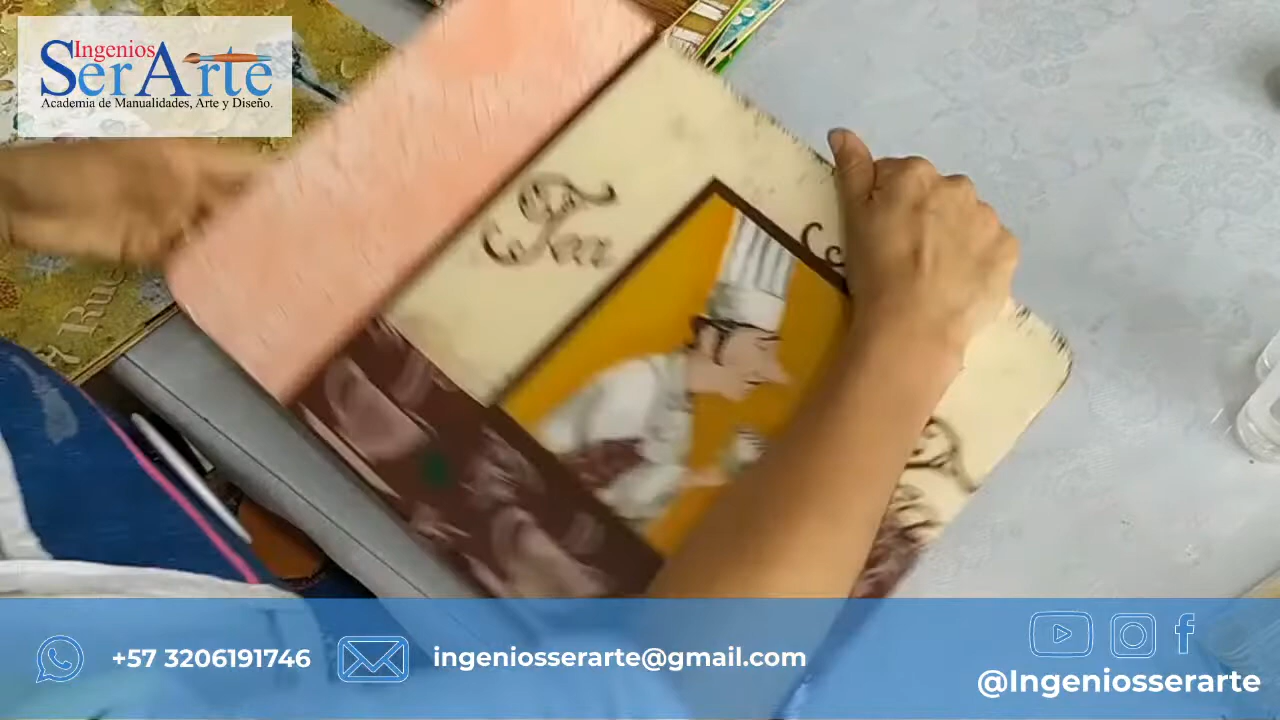 Ingenios
SerArte
Academia de Manualidades, Arte y Diseño.
+57 3206191746
ingeniosserarte@gmail.com
@Ingeniosserarte